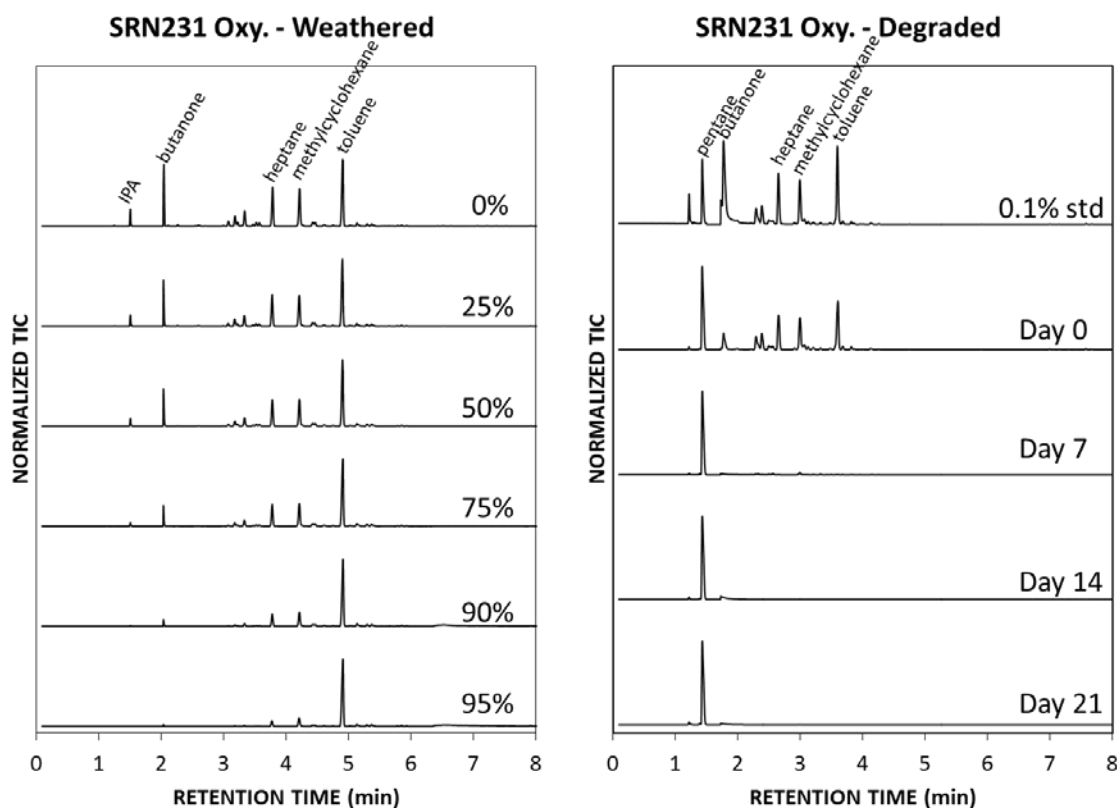 SRN231 Oxy. - Weathered
IPA
butanone
heptane
methylcyclohexane
toluene
0%
25%
50%
75%
90%
95%
NORMALIZED TIC
0 1 2 3 4 5 6 7 8
RETENTION TIME (min)
SRN231 Oxy. - Degraded
pentane
butanone
heptane
methylcyclohexane
toluene
0.1% std
Day 0
Day 7
Day 14
Day 21
NORMALIZED TIC
0 1 2 3 4 5 6 7 8
RETENTION TIME (min)